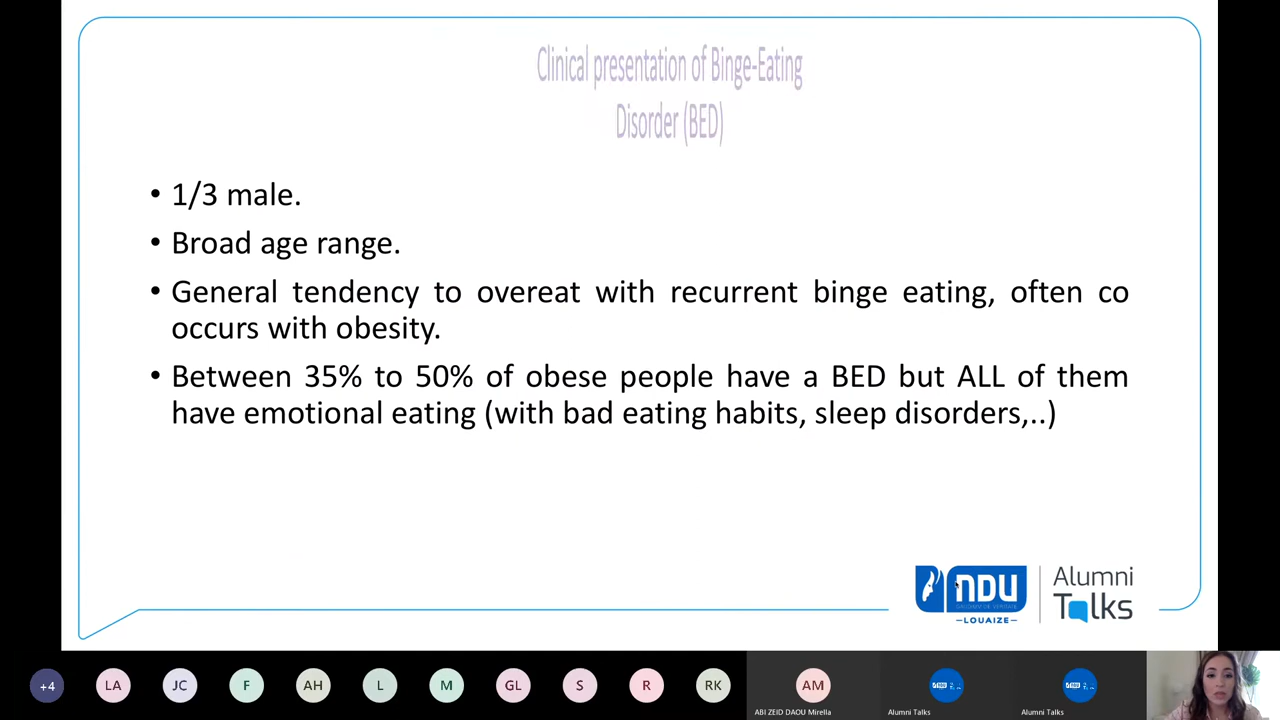 Clinical presentation of Binge-Eating
Disorder (BED)
• 1/3 male.
• Broad age range.
• General tendency to overeat with recurrent binge eating, often co
occurs with obesity.
• Between 35% to 50% of obese people have a BED but ALL of them
have emotional eating (with bad eating habits, sleep disorders,..)
NDU
-LOUAIZE-
Alumni
Talks
+4
LA
JC
F
AH
L
M
GL
S
R
RK
AM
ABI ZEID DAOU Mirella
Alumni Talks
Alumni Talks